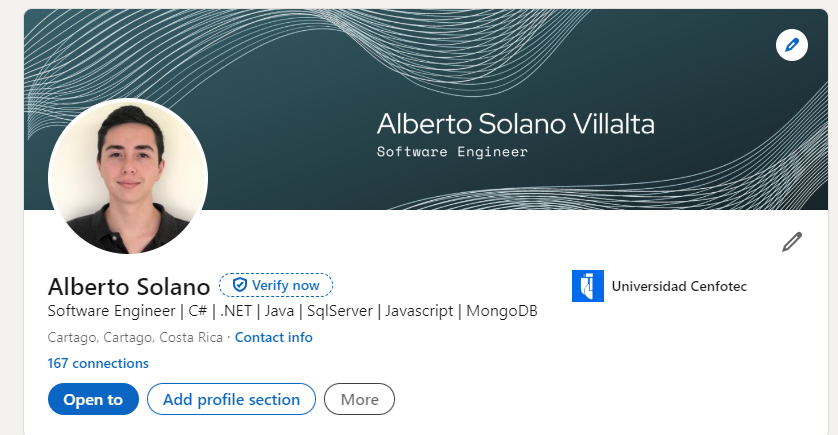 Alberto Solano Villalta
Software Engineer
Alberto Solano Verify now
Universidad Cenfotec
Software Engineer | C# | .NET | Java | SqlServer | Javascript | MongoDB
Cartago, Cartago, Costa Rica · Contact info
167 connections
Open to Add profile section More